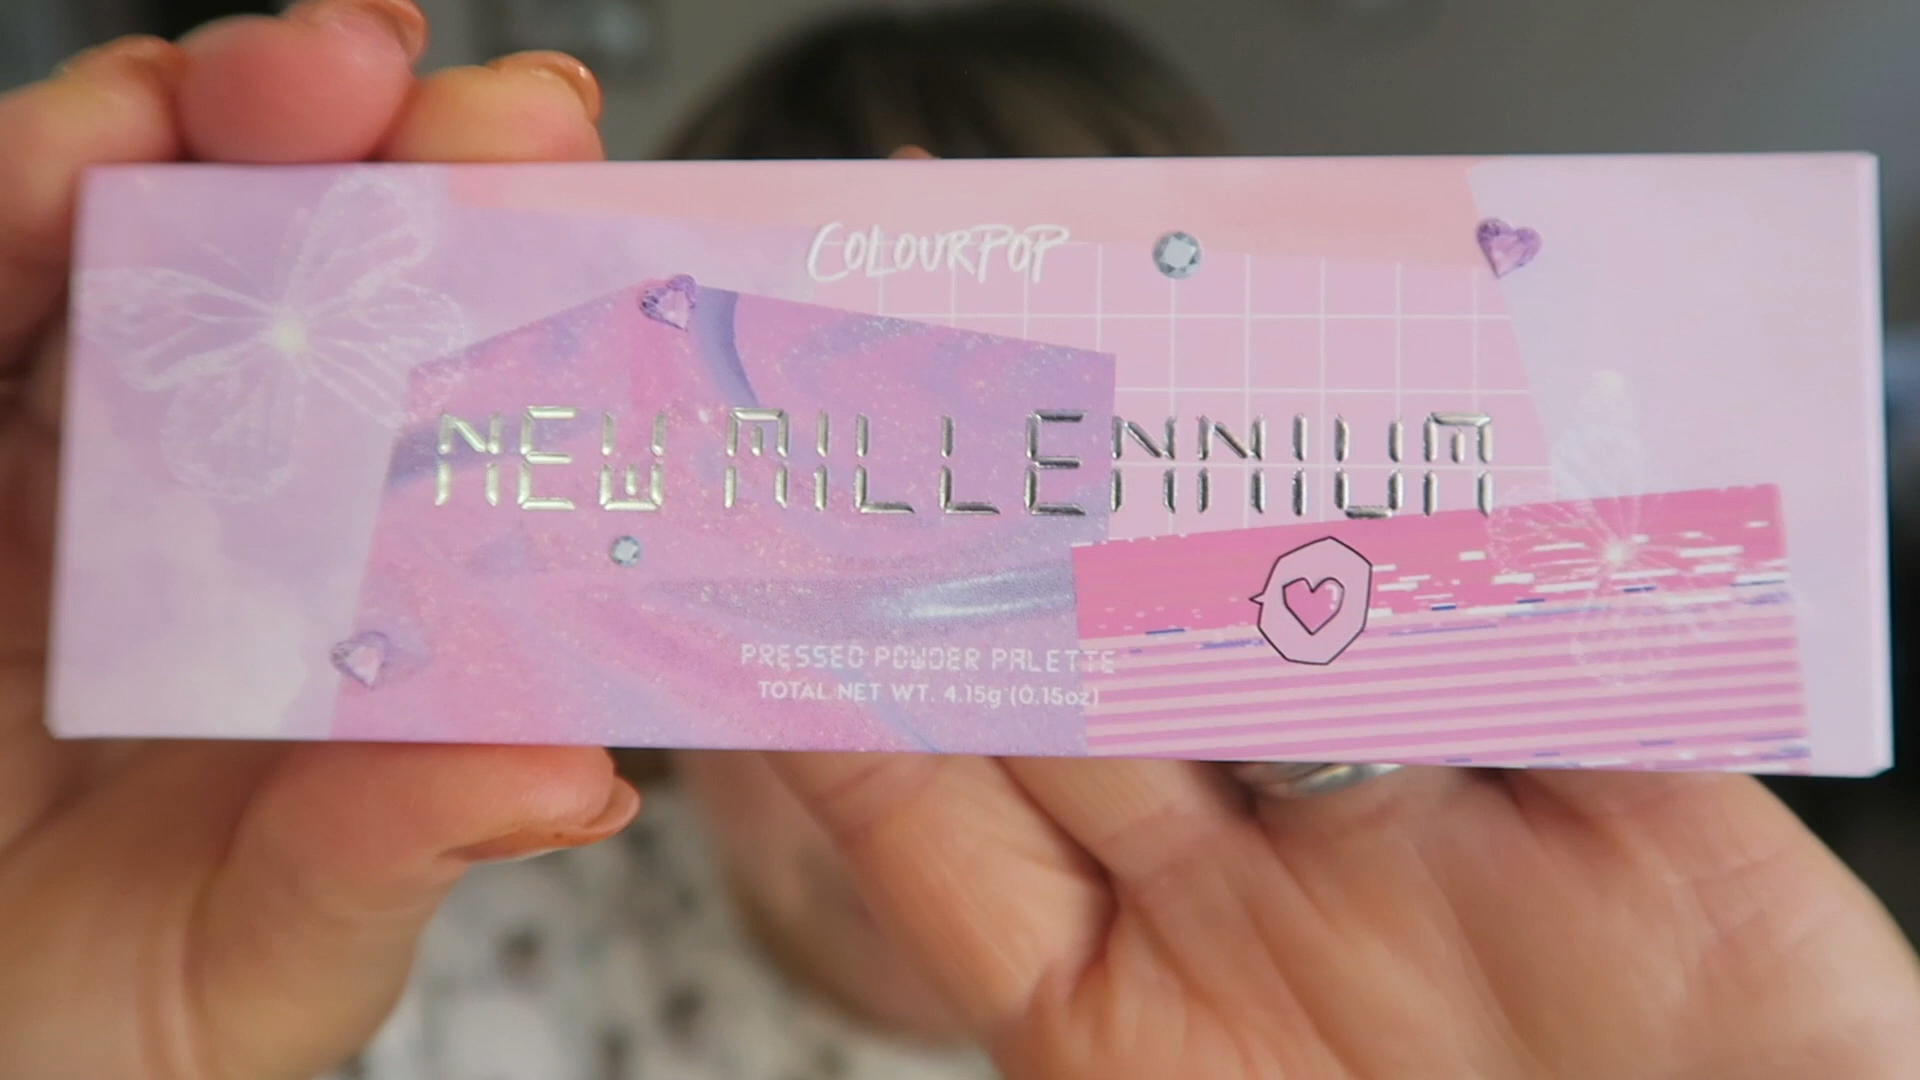 COLOURPOP
NEW MILLENNIUM
PRESSED POWDER PALETTE
TOTAL NET WT. 4.15g (0.15oz)